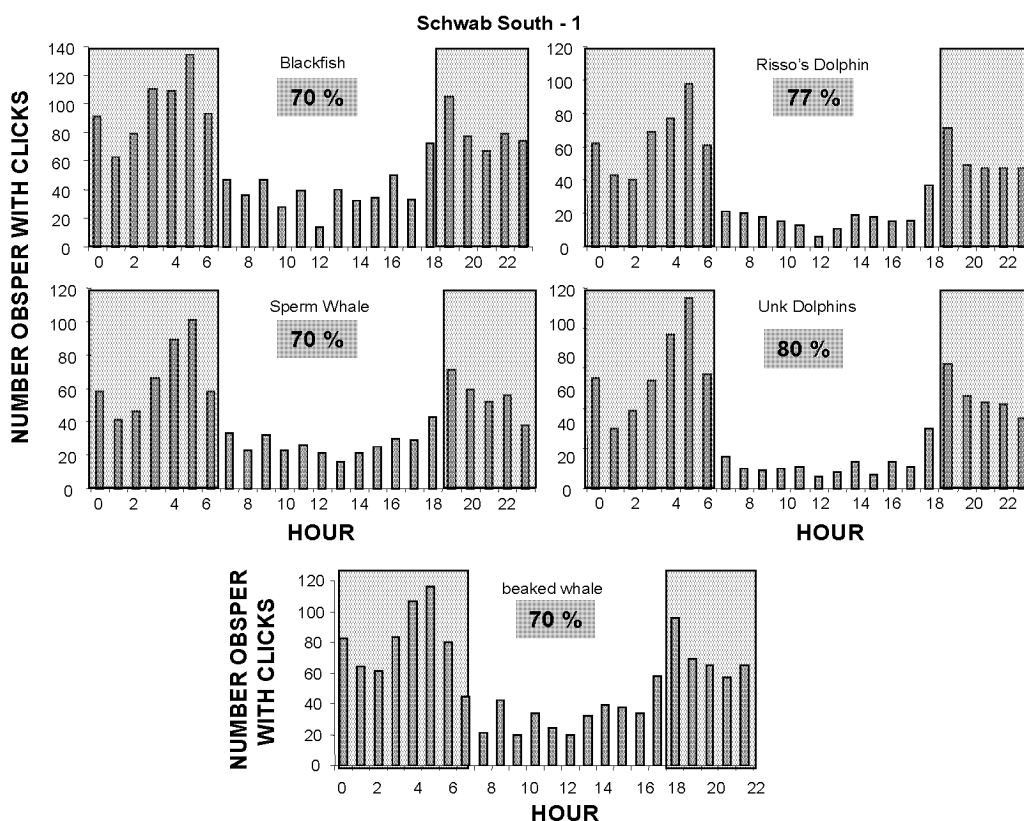 Schwab South - 1
NUMBER OBSPER WITH CLICKS
Blackfish
70 %
140
120
100
80
60
40
20
0
0 2 4 6 8 10 12 14 16 18 20 22
Risso's Dolphin
77 %
120
100
80
60
40
20
0
0 2 4 6 8 10 12 14 16 18 20 22
Sperm Whale
70 %
120
100
80
60
40
20
0
0 2 4 6 8 10 12 14 16 18 20 22
HOUR
Unk Dolphins
80 %
120
100
80
60
40
20
0
0 2 4 6 8 10 12 14 16 18 20 22
HOUR
NUMBER OBSPER
WITH CLICKS
beaked whale
70 %
120
100
80
60
40
20
0
0 2 4 6 8 10 12 14 16 18 20 22
HOUR